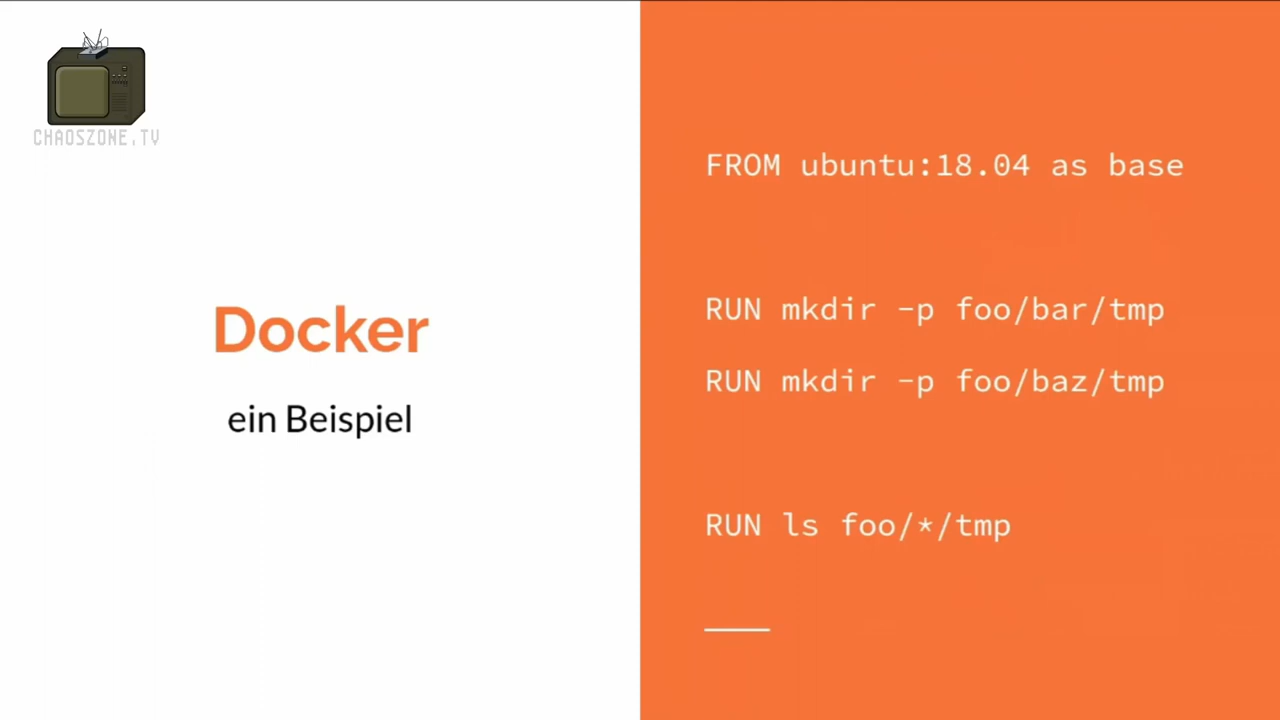 CHAOSZONE.TV
Docker
ein Beispiel
FROM ubuntu:18.04 as base
RUN mkdir -p foo/bar/tmp
RUN mkdir -p foo/baz/tmp
RUN ls foo/*/tmp